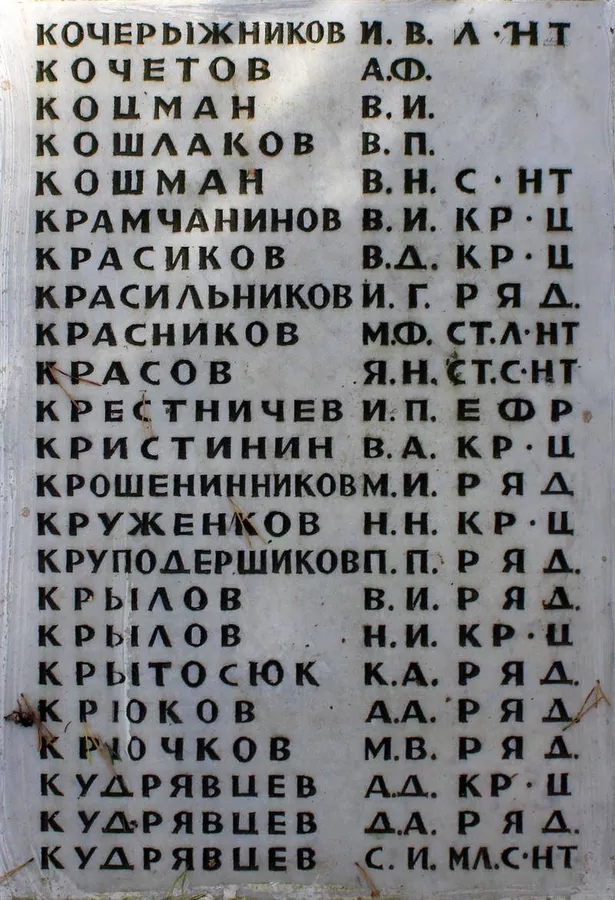 КОЧЕРЫЖНИКОВ И. В. Л·НТ
КОЧЕТОВ А.Ф.
КОЦМАН В. И.
КОШЛАКОВ В. П.
КОШМАН В. Н. С·НТ
КРАМЧАНИНОВ В. И. КР·Ц
КРАСИКОВ В.Д. КР·Ц
КРАСИЛЬНИКОВ И. Г. РЯД.
КРАСНИКОВ М.Ф. СТ.Л·НТ
КРАСОВ Я.Н. СТ.С·НТ
КРЕСТНИЧЕВ И.П. ЕФР
КРИСТИНИН В.А. КР·Ц
КРОШЕНИННИКОВ М.И. РЯД
КРУЖЕНКОВ Н.Н. КР·Ц
КРУПОДЕРШИКОВ П.П. РЯД.
КРЫЛОВ В.И. РЯД.
КРЫЛОВ Н.И. КР·Ц
КРЫТОСЮК К.А. РЯД.
КРЮКОВ А.А. РЯД.
КРЮЧКОВ М.В. РЯД.
КУДРЯВЦЕВ А.Д. КР·Ц
КУДРЯВЦЕВ Д.А. РЯД.
КУДРЯВЦЕВ С. И. МЛ.С·НТ